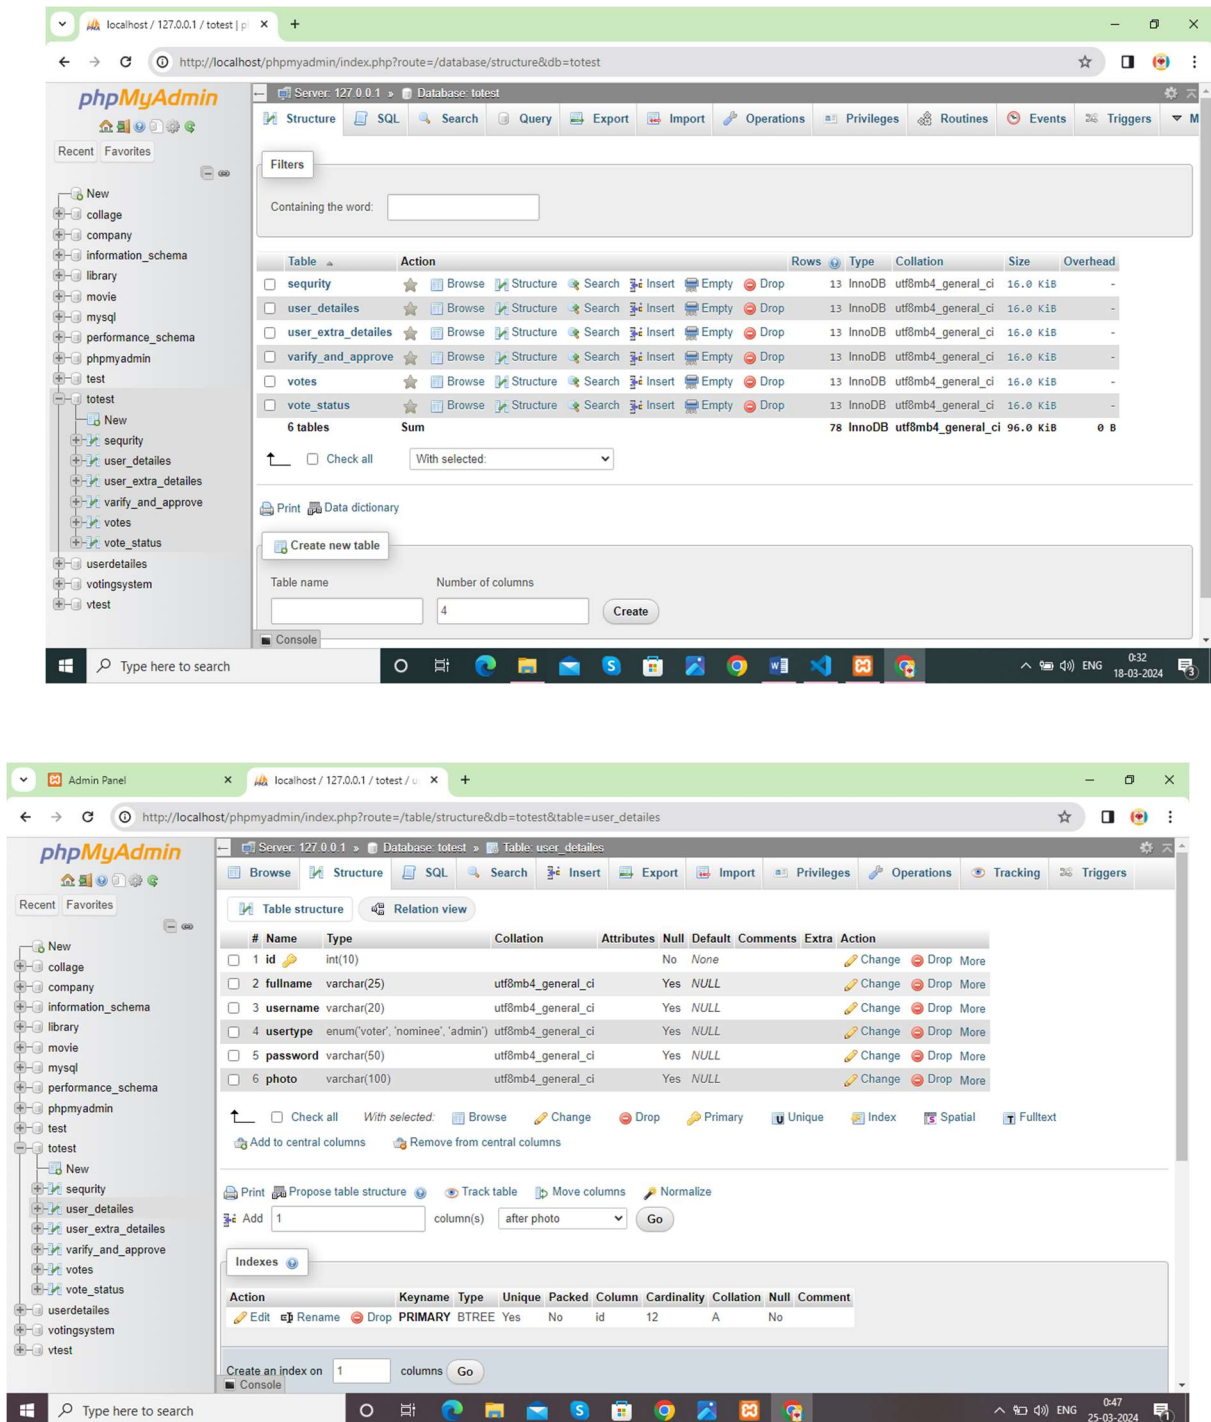 localhost / 127.0.0.1 / totest | p
http://localhost/phpmyadmin/index.php?route=/database/structure&db=totest
phpMyAdmin
Recent Favorites
New
collage
company
information_schema
library
movie
mysql
performance_schema
phpmyadmin
test
totest
New
sequrity
user_detailes
user_extra_detailes
varify_and_approve
votes
vote_status
userdetailes
votingsystem
vtest
Server: 127.0.0.1 » Database: totest
Structure SQL Search Query Export Import Operations Privileges Routines Events Triggers M
Filters
Containing the word:
Table Action Rows Type Collation Size Overhead
sequrity Browse Structure Search Insert Empty Drop 13 InnoDB utf8mb4_general_ci 16.0 KiB -
user_detailes Browse Structure Search Insert Empty Drop 13 InnoDB utf8mb4_general_ci 16.0 KiB -
user_extra_detailes Browse Structure Search Insert Empty Drop 13 InnoDB utf8mb4_general_ci 16.0 KiB -
varify_and_approve Browse Structure Search Insert Empty Drop 13 InnoDB utf8mb4_general_ci 16.0 KiB -
votes Browse Structure Search Insert Empty Drop 13 InnoDB utf8mb4_general_ci 16.0 KiB -
vote_status Browse Structure Search Insert Empty Drop 13 InnoDB utf8mb4_general_ci 16.0 KiB -
6 tables Sum 78 InnoDB utf8mb4_general_ci 96.0 KiB 0 B
Check all With selected:
Print Data dictionary
Create new table
Table name Number of columns
4 Create
Console
Type here to search ENG 0:32
18-03-2024 3
Admin Panel localhost / 127.0.0.1 / totest / u
http://localhost/phpmyadmin/index.php?route=/table/structure&db=totest&table=user_detailes
phpMyAdmin
Recent Favorites
New
collage
company
information_schema
library
movie
mysql
performance_schema
phpmyadmin
test
totest
New
sequrity
user_detailes
user_extra_detailes
varify_and_approve
votes
vote_status
userdetailes
votingsystem
vtest
Server: 127.0.0.1 » Database: totest » Table: user_detailes
Browse Structure SQL Search Insert Export Import Privileges Operations Tracking Triggers
Table structure Relation view
# Name Type Collation Attributes Null Default Comments Extra Action
1 id int(10) No None Change Drop More
2 fullname varchar(25) utf8mb4_general_ci Yes NULL Change Drop More
3 username varchar(20) utf8mb4_general_ci Yes NULL Change Drop More
4 usertype enum('voter', 'nominee', 'admin') utf8mb4_general_ci Yes NULL Change Drop More
5 password varchar(50) utf8mb4_general_ci Yes NULL Change Drop More
6 photo varchar(100) utf8mb4_general_ci Yes NULL Change Drop More
Check all With selected: Browse Change Drop Primary Unique Index Spatial Fulltext
Add to central columns Remove from central columns
Print Propose table structure Track table Move columns Normalize
Add 1 column(s) after photo Go
Indexes
Action Keyname Type Unique Packed Column Cardinality Collation Null Comment
Edit Rename Drop PRIMARY BTREE Yes No id 12 A No
Create an index on 1 columns Go
Console
Type here to search ENG 0:47
25-03-2024 1